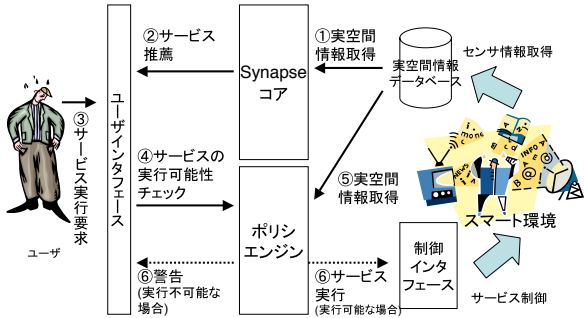 ②サービス
推薦
①実空間
情報取得
実空間情報
データベース
センサ情報取得
Synapse
コア
ユーザインタフェース
③サービス実行要求
④サービスの
実行可能性
チェック
⑤実空間
情報取得
ポリシ
エンジン
スマート環境
ユーザ
⑥警告
(実行不可能な
場合)
⑥サービス
実行
(実行可能な場合)
制御
インタ
フェース
サービス制御
NEWS
INFO